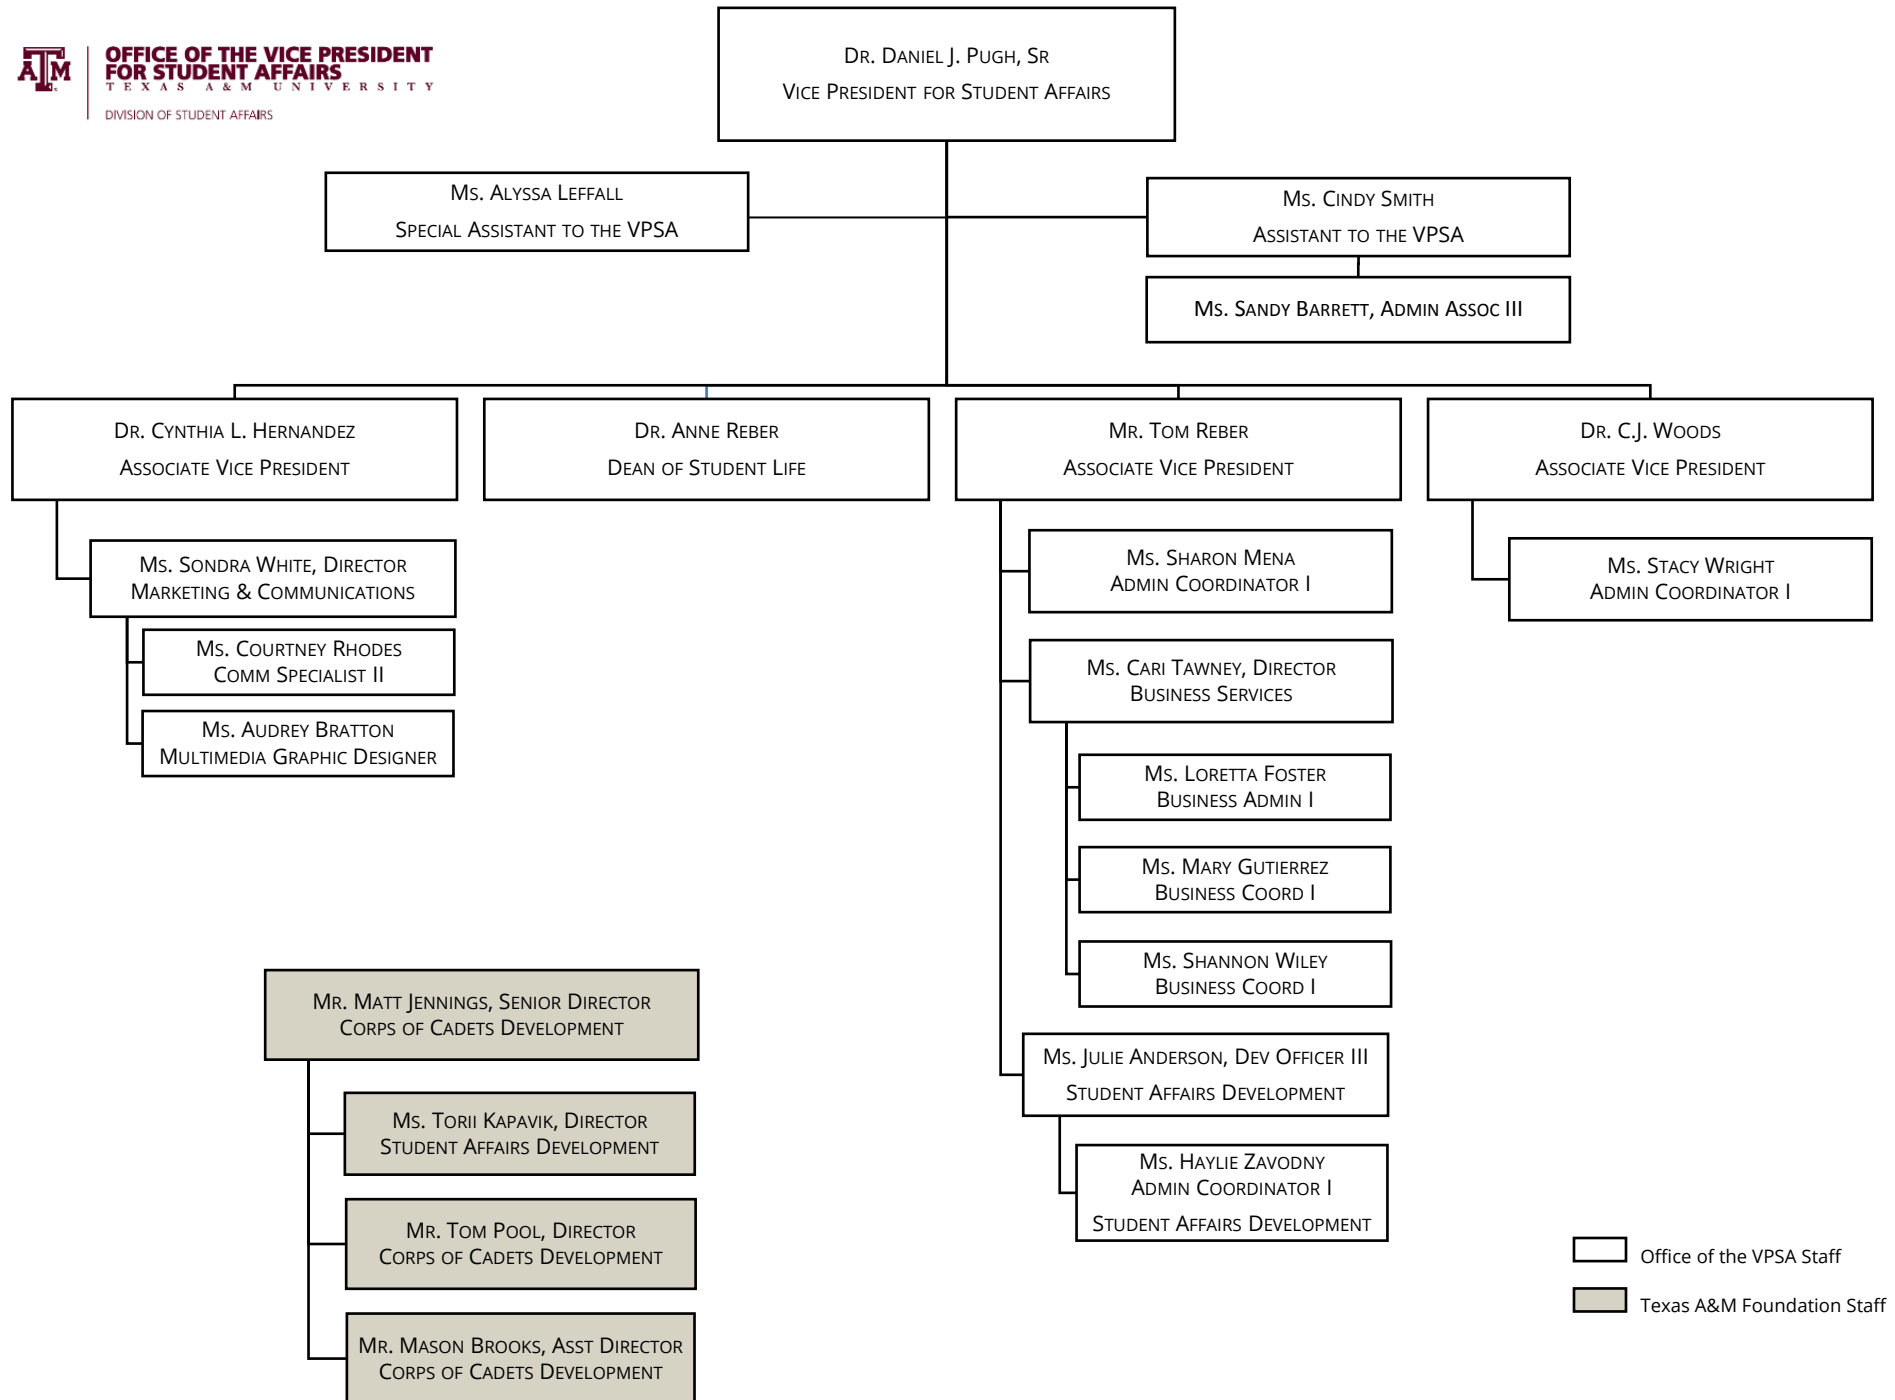 OFFICE OF THE VICE PRESIDENT
FOR STUDENT AFFAIRS
TEXAS A&M UNIVERSITY
DIVISION OF STUDENT AFFAIRS
ATM
Dr. Daniel J. Pugh, Sr
Vice President for Student Affairs
Ms. Alyssa Leffall
Special Assistant to the VPSA
Ms. Cindy Smith
Assistant to the VPSA
Ms. Sandy Barrett, Admin Assoc III
Dr. Cynthia L. Hernandez
Associate Vice President
Dr. Anne Reber
Dean of Student Life
Mr. Tom Reber
Associate Vice President
Dr. C.J. Woods
Associate Vice President
Ms. Sondra White, Director
Marketing & Communications
Ms. Courtney Rhodes
Comm Specialist II
Ms. Audrey Bratton
Multimedia Graphic Designer
Ms. Sharon Mena
Admin Coordinator I
Ms. Cari Tawney, Director
Business Services
Ms. Loretta Foster
Business Admin I
Ms. Mary Gutierrez
Business Coord I
Ms. Shannon Wiley
Business Coord I
Ms. Julie Anderson, Dev Officer III
Student Affairs Development
Ms. Haylie Zavodny
Admin Coordinator I
Student Affairs Development
Ms. Stacy Wright
Admin Coordinator I
Mr. Matt Jennings, Senior Director
Corps of Cadets Development
Ms. Torii Kapavik, Director
Student Affairs Development
Mr. Tom Pool, Director
Corps of Cadets Development
Mr. Mason Brooks, Asst Director
Corps of Cadets Development
Office of the VPSA Staff
Texas A&M Foundation Staff